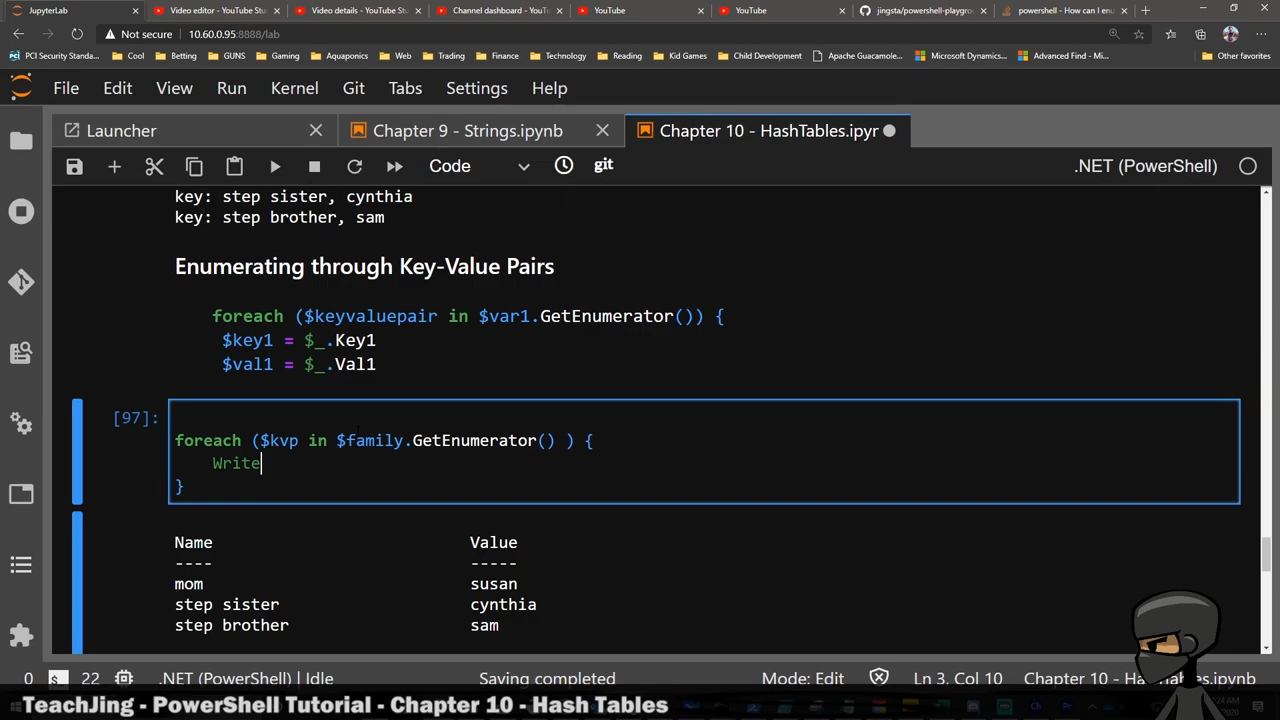 JupyterLab
Video editor - YouTube Stu
Video details - YouTube Stu
Channel dashboard - YouTu
YouTube
YouTube
jingsta/powershell-playgro
powershell - How can I enu
Not secure 10.60.0.95:8888/lab
PCI Security Standa...
Cool
Betting
GUNS
Gaming
Aquaponics
Web
Trading
Finance
Technology
Reading
Kid Games
Child Development
Apache Guacamole...
Microsoft Dynamics...
Advanced Find - Mi...
Other favorites
File Edit View Run Kernel Git Tabs Settings Help
Launcher
Chapter 9 - Strings.ipynb
Chapter 10 - HashTables.ipyr
Code
git
.NET (PowerShell)
key: step sister, cynthia
key: step brother, sam
Enumerating through Key-Value Pairs
foreach ($keyvaluepair in $var1.GetEnumerator()) {
$key1 = $_.Key1
$val1 = $_.Val1
[97]:
foreach ($kvp in $family.GetEnumerator() ) {
Write
}
Name Value
---- -----
mom susan
step sister cynthia
step brother sam
0 $_ 22 .NET (PowerShell) | Idle Saving completed Mode: Edit Ln 3, Col 10 Chapter 10 - HashTables.ipynb
TeachJing - PowerShell Tutorial - Chapter 10 - Hash Tables